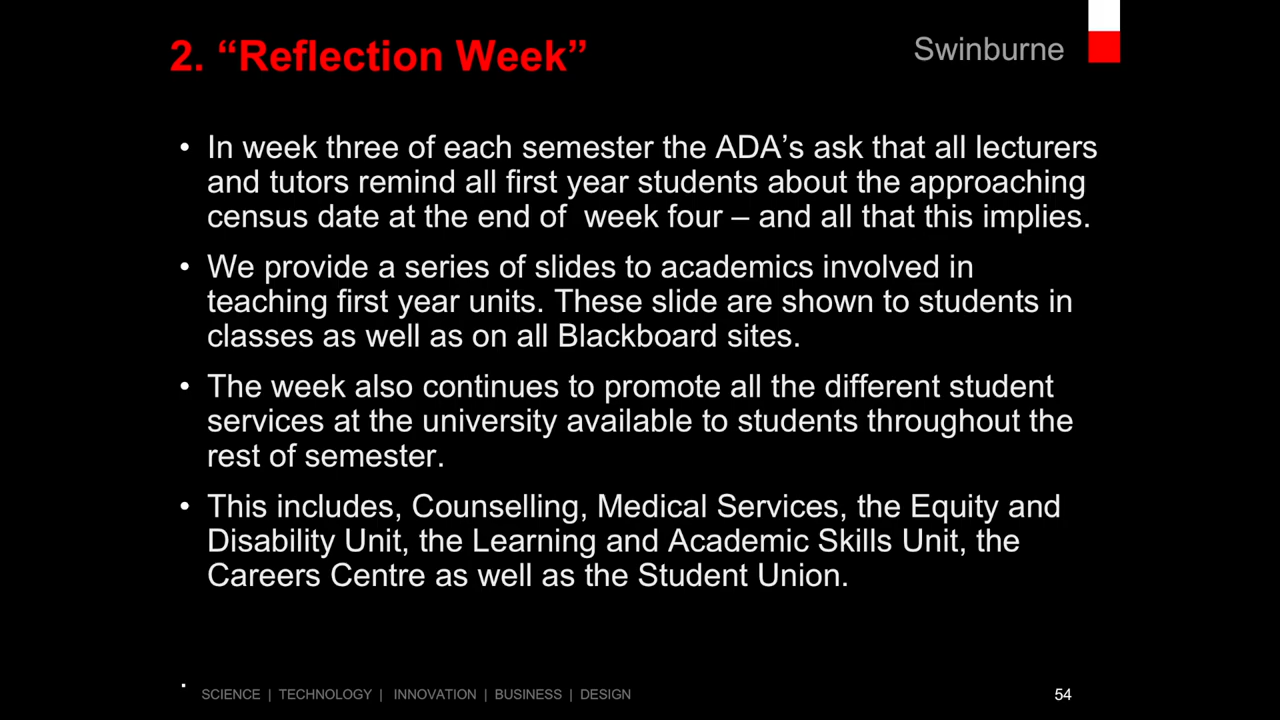 2. “Reflection Week”
Swinburne
• In week three of each semester the ADA’s ask that all lecturers
and tutors remind all first year students about the approaching
census date at the end of  week four – and all that this implies.
• We provide a series of slides to academics involved in
teaching first year units. These slide are shown to students in
classes as well as on all Blackboard sites.
• The week also continues to promote all the different student
services at the university available to students throughout the
rest of semester.
• This includes, Counselling, Medical Services, the Equity and
Disability Unit, the Learning and Academic Skills Unit, the
Careers Centre as well as the Student Union.
.
SCIENCE | TECHNOLOGY | INNOVATION | BUSINESS | DESIGN
54